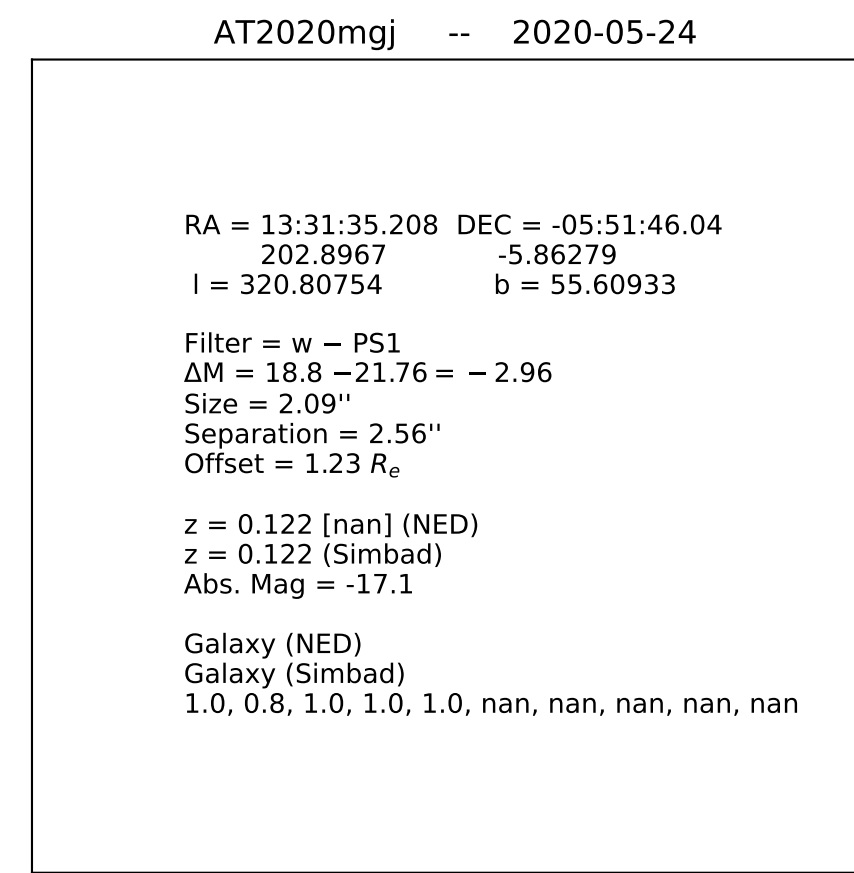 AT2020mgj -- 2020-05-24
RA = 13:31:35.208 DEC = -05:51:46.04
202.8967 -5.86279
l = 320.80754 b = 55.60933
Filter = w − PS1
ΔM = 18.8 −21.76 = − 2.96
Size = 2.09''
Separation = 2.56''
Offset = 1.23 Re
z = 0.122 [nan] (NED)
z = 0.122 (Simbad)
Abs. Mag = -17.1
Galaxy (NED)
Galaxy (Simbad)
1.0, 0.8, 1.0, 1.0, 1.0, nan, nan, nan, nan, nan